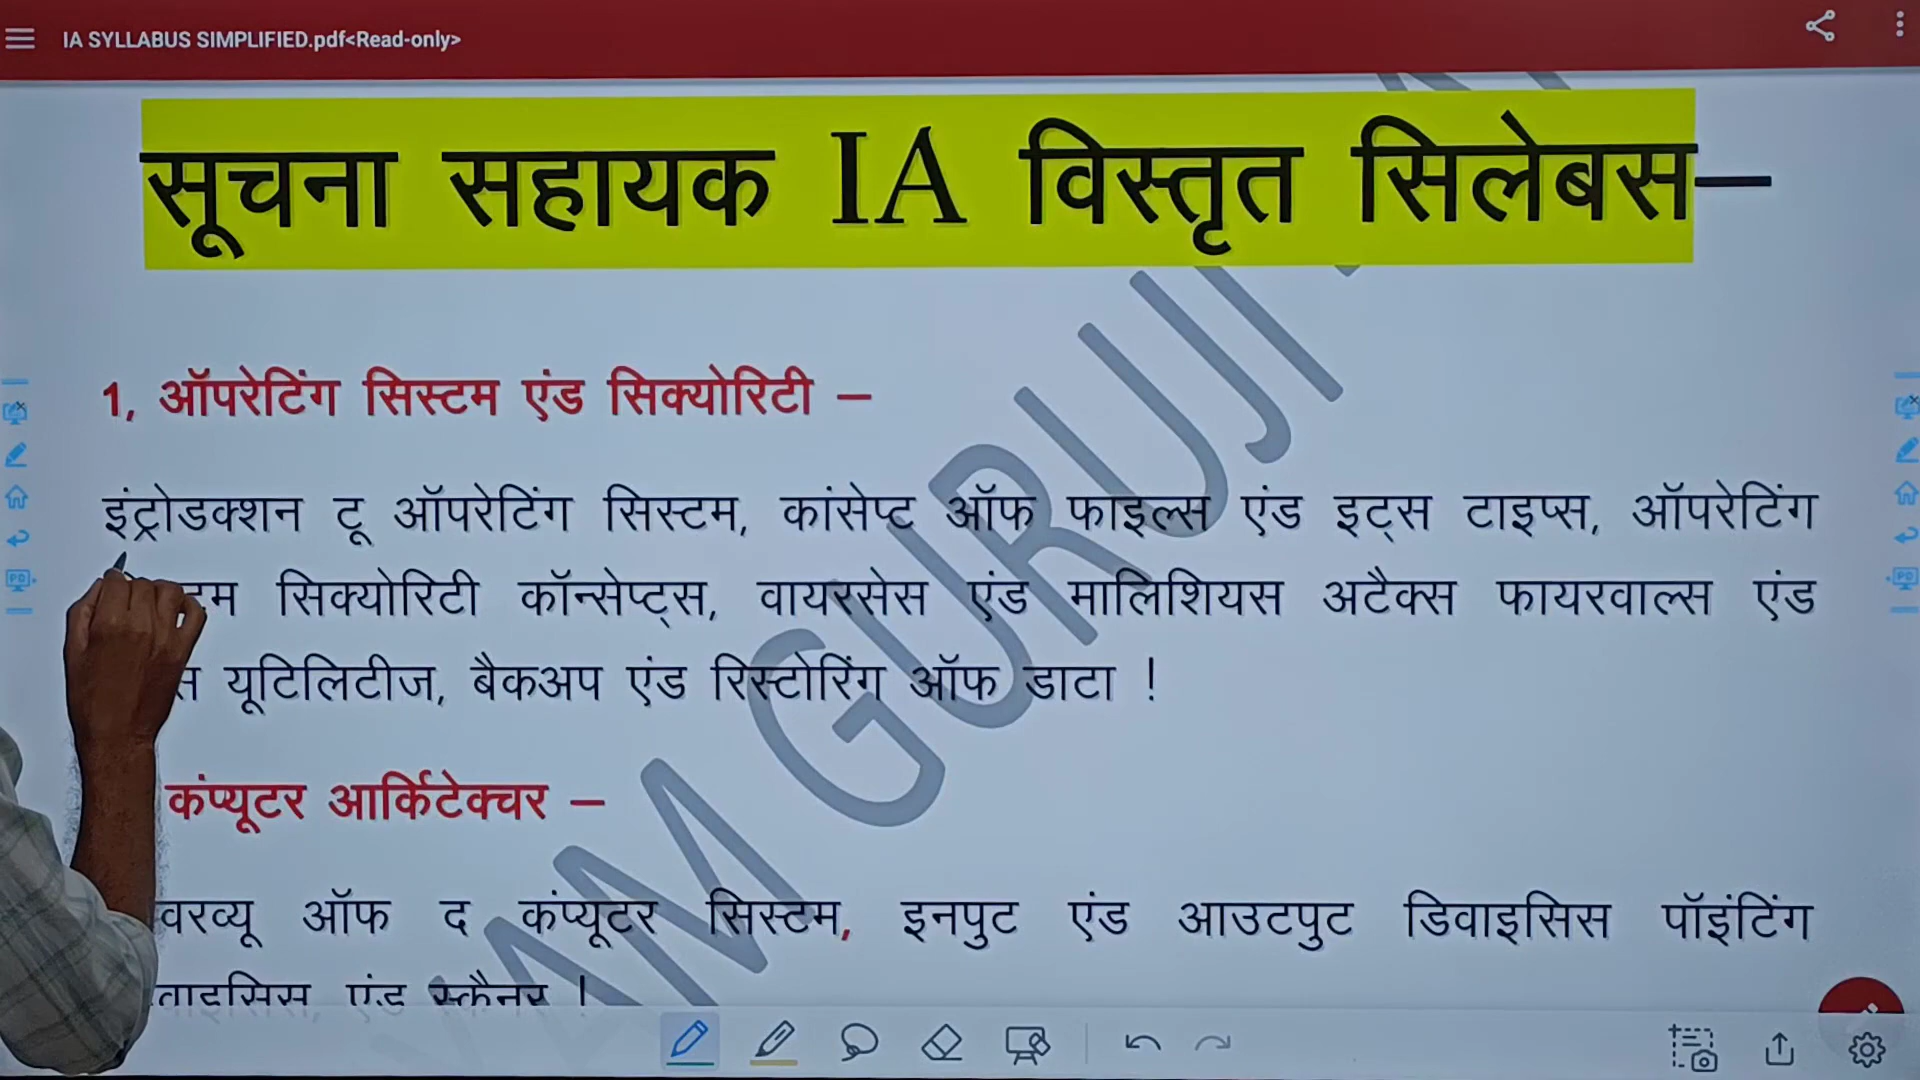 IA SYLLABUS SIMPLIFIED.pdf<Read-only>
सूचना सहायक IA विस्तृत सिलेबस–
1, ऑपरेटिंग सिस्टम एंड सिक्योरिटी –
इंट्रोडक्शन टू ऑपरेटिंग सिस्टम, कांसेप्ट ऑफ फाइल्स एंड इट्स टाइप्स, ऑपरेटिंग
सिक्योरिटी कॉन्सेप्ट्स, वायरसेस एंड मालिशियस अटैक्स फायरवाल्स एंड
यूटिलिटीज, बैकअप एंड रिस्टोरिंग ऑफ डाटा !
कंप्यूटर आर्किटेक्चर –
ऑफ द कंप्यूटर सिस्टम, इनपुट एंड आउटपुट डिवाइसिस पॉइंटिंग
एंड स्कैनर !
GURUJI